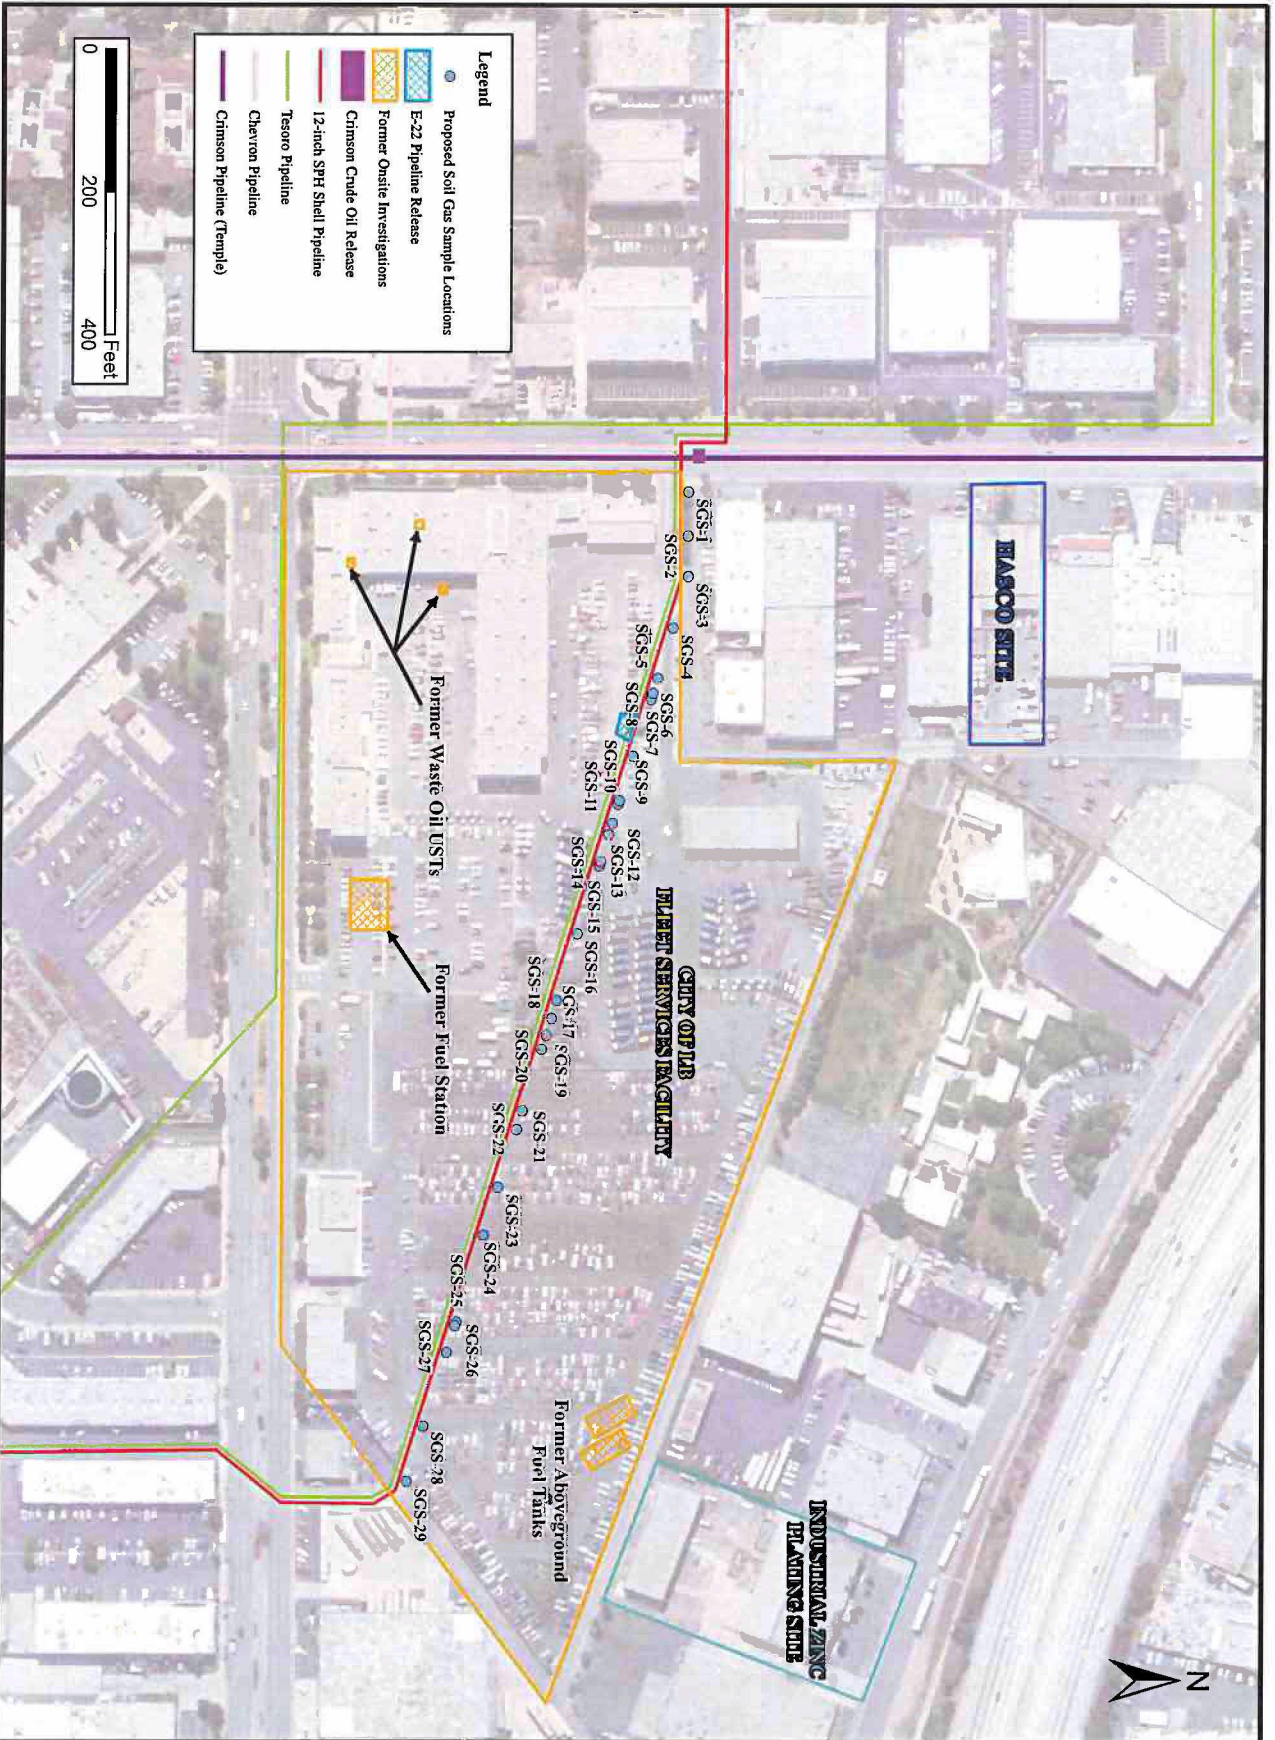 Legend
Proposed Soil Gas Sample Locations
E-22 Pipeline Release
Former Onsite Investigations
Crimson Crude Oil Release
12-inch SPH Shell Pipeline
Tesoro Pipeline
Chevron Pipeline
Crimson Pipeline (Temple)
0
200
400
Feet
N
HASCO SITE
CITY OF LB
FLEET SERVICES FACILITY
INDUSTRIAL ZINC
PLATING SITE
Former Waste Oil USTs
Former Fuel Station
Former Aboveground
Fuel Tanks
SGS-1
SGS-2
SGS-3
SGS-4
SGS-5
SGS-6
SGS-7
SGS-8
SGS-9
SGS-10
SGS-11
SGS-12
SGS-13
SGS-14
SGS-15
SGS-16
SGS-17
SGS-18
SGS-19
SGS-20
SGS-21
SGS-22
SGS-23
SGS-24
SGS-25
SGS-26
SGS-27
SGS-28
SGS-29